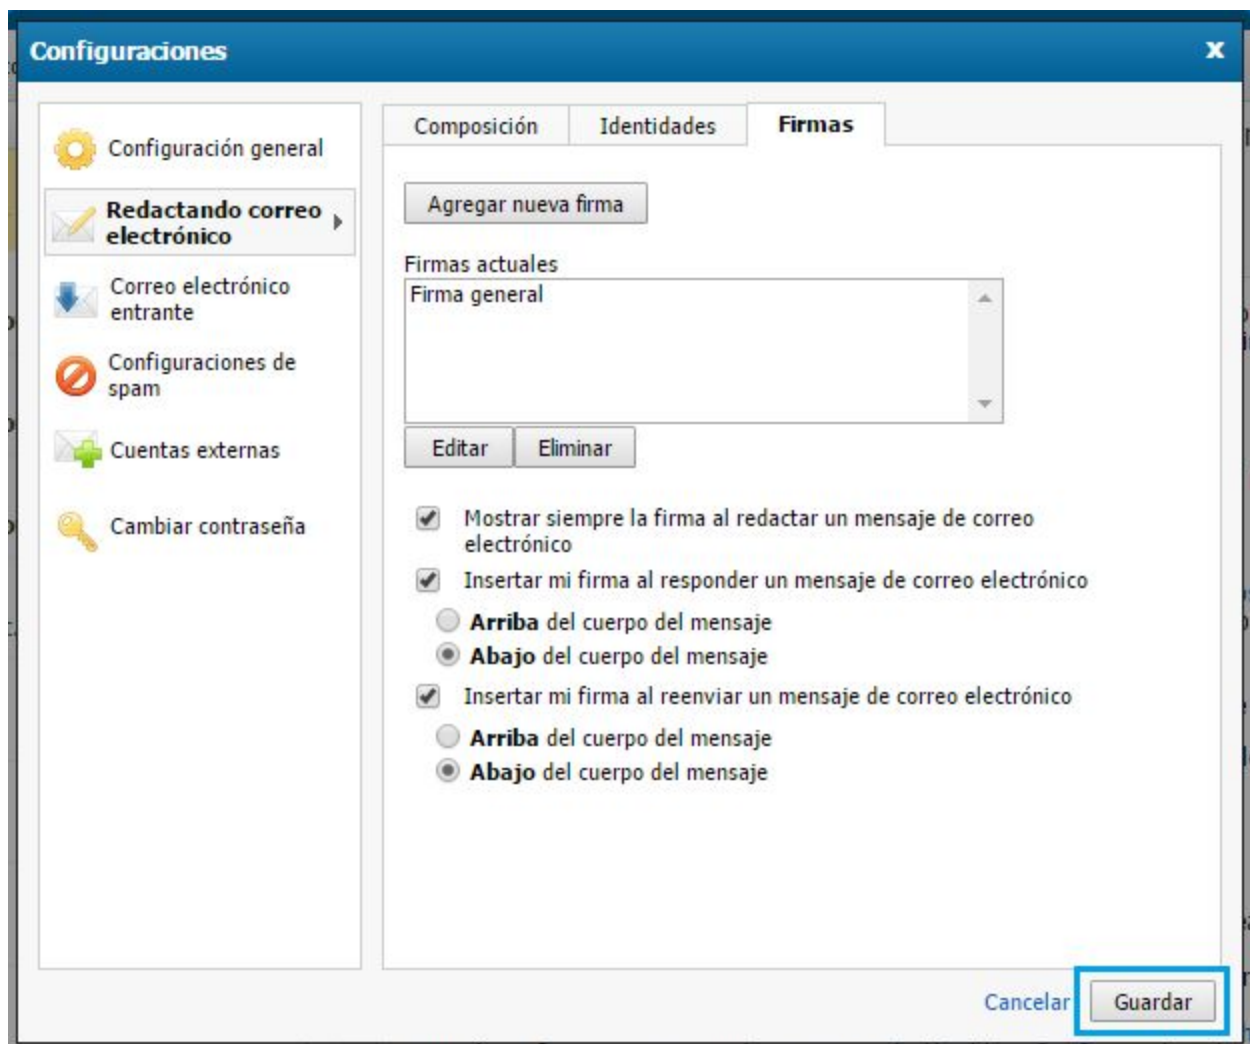 Configuraciones
x
Configuración general
Redactando correo
electrónico
Correo electrónico
entrante
Configuraciones de
spam
Cuentas externas
Cambiar contraseña
Composición
Identidades
Firmas
Agregar nueva firma
Firmas actuales
Firma general
Editar
Eliminar
Mostrar siempre la firma al redactar un mensaje de correo
electrónico
Insertar mi firma al responder un mensaje de correo electrónico
Arriba del cuerpo del mensaje
Abajo del cuerpo del mensaje
Insertar mi firma al reenviar un mensaje de correo electrónico
Arriba del cuerpo del mensaje
Abajo del cuerpo del mensaje
Cancelar
Guardar